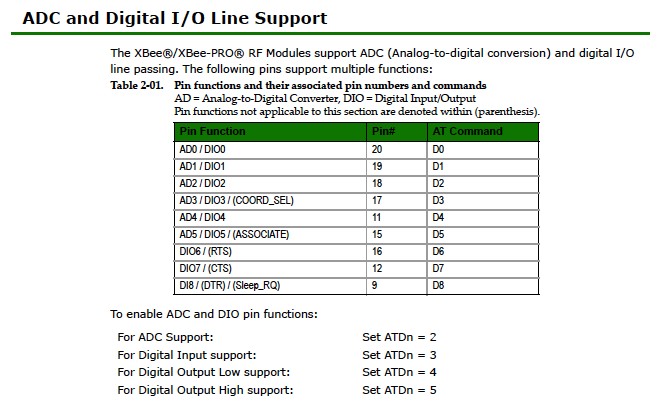 ADC and Digital I/O Line Support
The XBee®/XBee-PRO® RF Modules support ADC (Analog-to-digital conversion) and digital I/O
line passing. The following pins support multiple functions:
Table 2-01. Pin functions and their associated pin numbers and commands
AD = Analog-to-Digital Converter, DIO = Digital Input/Output
Pin functions not applicable to this section are denoted within (parenthesis).
Pin Function Pin# AT Command
AD0 / DIO0 20 D0
AD1 / DIO1 19 D1
AD2 / DIO2 18 D2
AD3 / DIO3 / (COORD_SEL) 17 D3
AD4 / DIO4 11 D4
AD5 / DIO5 / (ASSOCIATE) 15 D5
DIO6 / (RTS) 16 D6
DIO7 / (CTS) 12 D7
DI8 / (DTR) / (Sleep_RQ) 9 D8
To enable ADC and DIO pin functions:
For ADC Support: Set ATDn = 2
For Digital Input support: Set ATDn = 3
For Digital Output Low support: Set ATDn = 4
For Digital Output High support: Set ATDn = 5